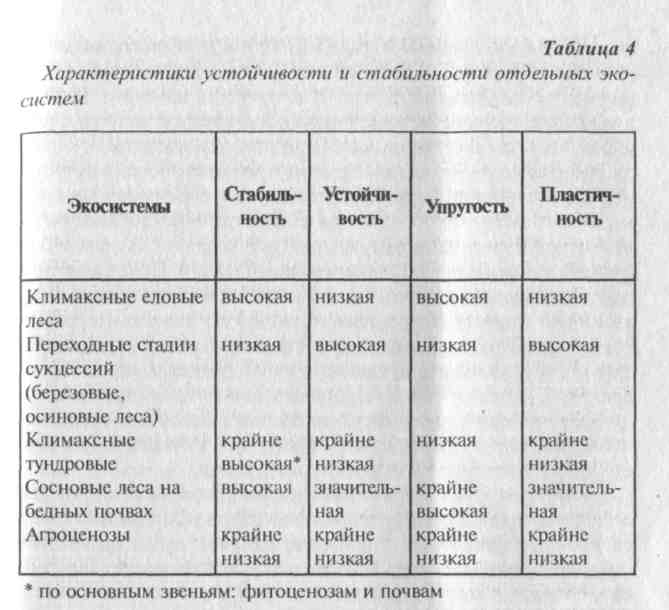 Таблица 4
Характеристики устойчивости и стабильности отдельных эко-
систем
Экосистемы
Стабиль-
ность
Устойчи-
вость
Упругость
Пластич-
ность
Климаксные еловые высокая низкая высокая низкая
леса
Переходные стадии низкая высокая низкая высокая
сукцессий
(березовые,
осиновые леса)
Климаксные крайне крайне низкая крайне
тундровые высокая* низкая низкая
Сосновые леса на высокая значитель- крайне значитель-
бедных почвах ная высокая ная
Агроценозы крайне крайне крайне крайне
низкая низкая низкая низкая
* по основным звеньям: фитоценозам и почвам